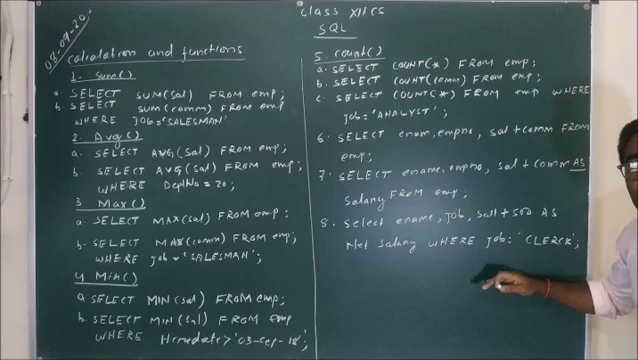 08-09-20
Class XII CS
SQL
Calculation and functions
1. Sum()
a. SELECT SUM(Sal) FROM emp;
b. SELECT SUM(comm) FROM emp
WHERE Job='SALESMAN'
2. Avg()
a. SELECT AVG(Sal) FROM emp;
b. SELECT AVG(Sal) FROM emp;
WHERE DeptNo=20;
3 Max()
a. SELECT MAX(Sal) FROM emp;
b. SELECT MAX(comm) FROM emp;
WHERE job='SALESMAN';
4 Min()
a SELECT MIN(Sal) FROM emp;
b. SELECT MIN(Sal) FROM emp
WHERE Hiredate>'03-Sep-18';
5. Count()
a. SELECT COUNT(*) FROM emp;
b. SELECT COUNT(comm) FROM emp;
c. SELECT COUNT(*) FROM emp WHERE
job='ANALYST';
6. SELECT enam, empno, sal+comm FROM
emp;
7. SELECT ename, empno, sal+comm AS
Salary FROM emp;
8. Select ename, job, sal+500 AS
Net Salary WHERE job='CLERCK';